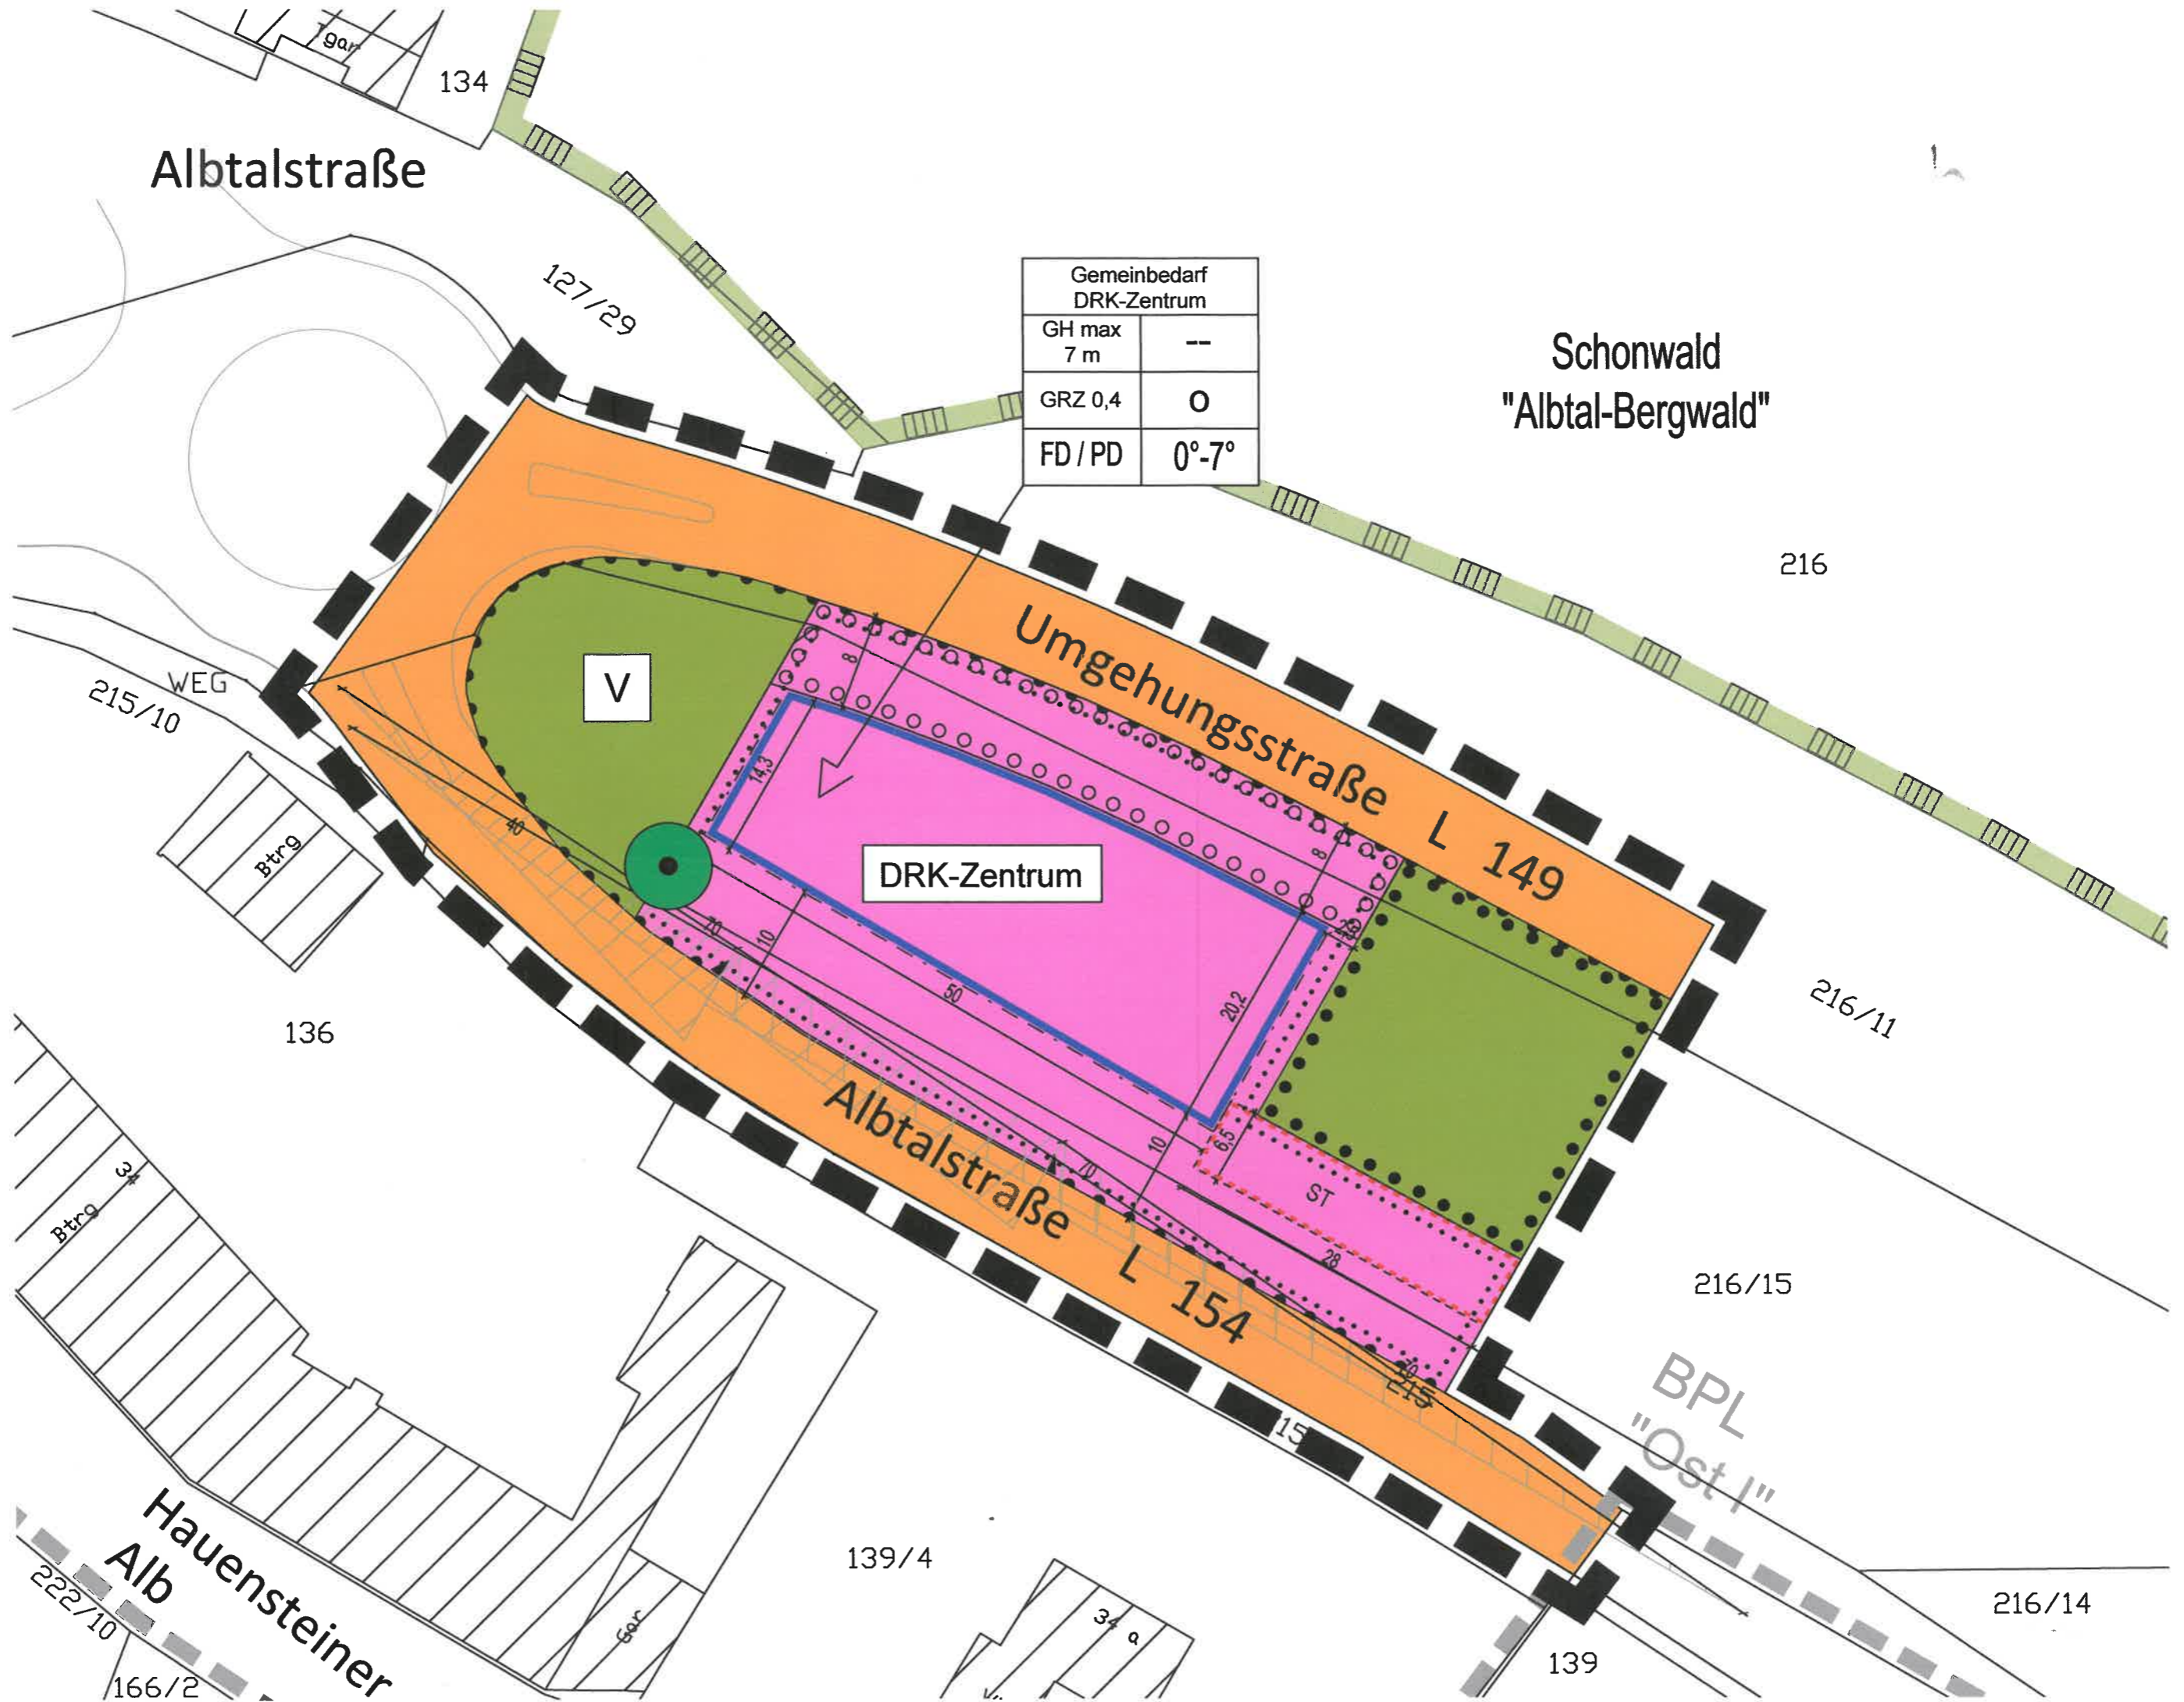 134
Albtalstraße
127/29
Gemeinbedarf
DRK-Zentrum
GH max
7 m
--
GRZ 0,4
O
FD / PD
0°-7°
Schonwald
"Albtal-Bergwald"
216
WEG
215/10
V
8
Umgehungsstraße L 149
14,3
8
40
Btrg
DRK-Zentrum
70
10
50
20,2
216/11
136
Albtalstraße L 154
10
6,5
70
ST
28
34
Btrg
216/15
70
215
15
BPL
"Ost I"
Hauensteiner
Alb
222/10
166/2
Gar
139/4
34 a
139
216/14